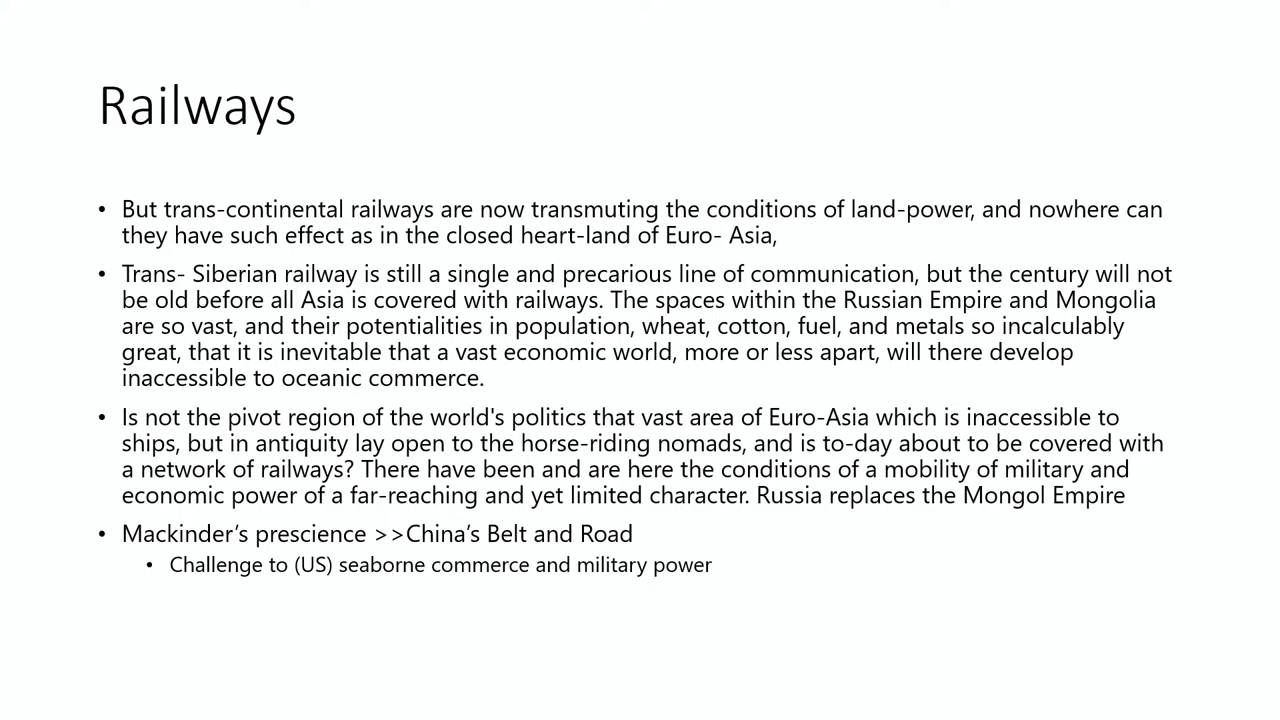 Railways
• But trans-continental railways are now transmuting the conditions of land-power, and nowhere can
they have such effect as in the closed heart-land of Euro- Asia,
• Trans- Siberian railway is still a single and precarious line of communication, but the century will not
be old before all Asia is covered with railways. The spaces within the Russian Empire and Mongolia
are so vast, and their potentialities in population, wheat, cotton, fuel, and metals so incalculably
great, that it is inevitable that a vast economic world, more or less apart, will there develop
inaccessible to oceanic commerce.
• Is not the pivot region of the world's politics that vast area of Euro-Asia which is inaccessible to
ships, but in antiquity lay open to the horse-riding nomads, and is to-day about to be covered with
a network of railways? There have been and are here the conditions of a mobility of military and
economic power of a far-reaching and yet limited character. Russia replaces the Mongol Empire
• Mackinder’s prescience >>China’s Belt and Road
• Challenge to (US) seaborne commerce and military power